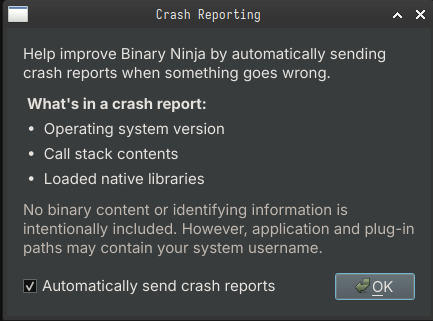 Crash Reporting
Help improve Binary Ninja by automatically sending
crash reports when something goes wrong.
What's in a crash report:
• Operating system version
• Call stack contents
• Loaded native libraries
No binary content or identifying information is
intentionally included. However, application and plug-in
paths may contain your system username.
Automatically send crash reports
OK